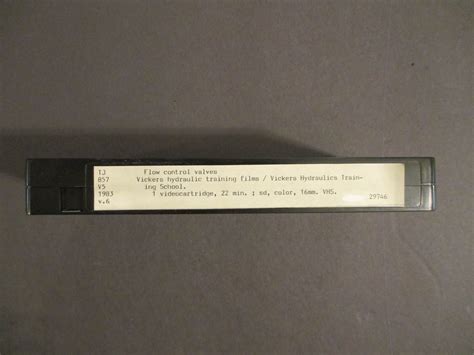 TJ Flow control valves
857 Vickers hydraulic training films / Vickers Hydraulics Train-
V5 ing School.
1983 1 videocartridge, 22 min. ; sd, color, 16mm. VHS.
v.6 29746